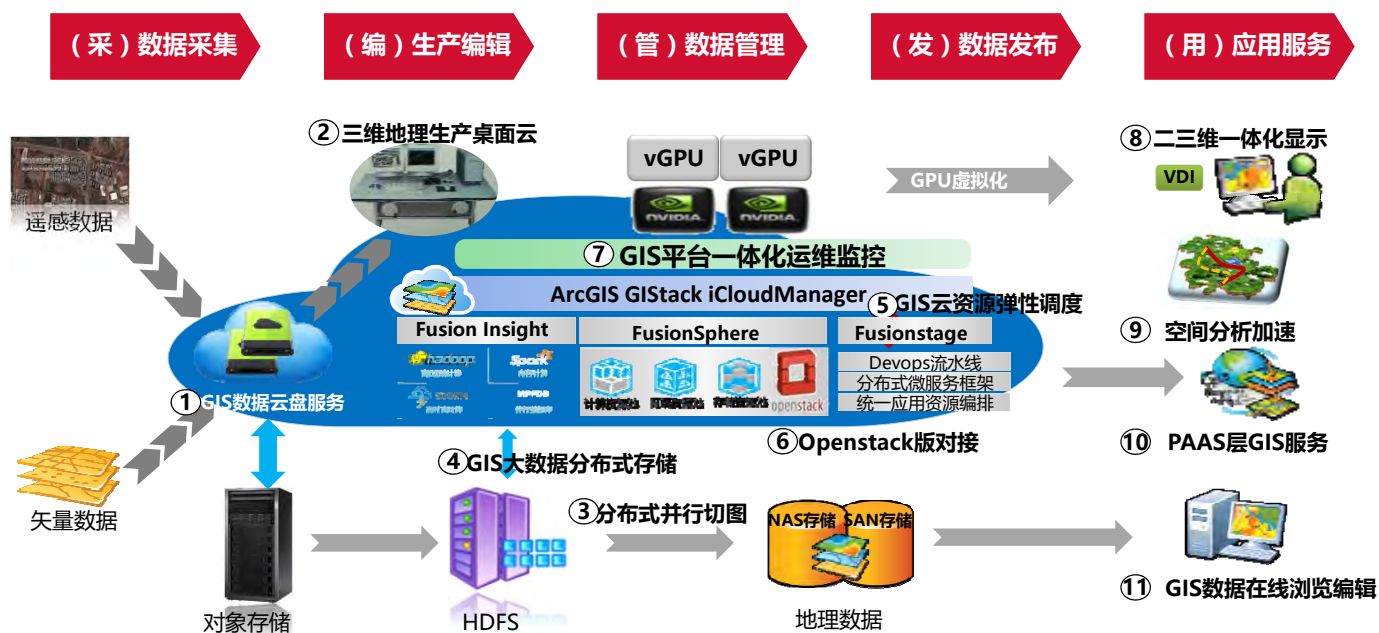 （采）数据采集
（编）生产编辑
（管）数据管理
（发）数据发布
（用）应用服务
遥感数据
②三维地理生产桌面云
vGPU
vGPU
GPU虚拟化
⑧二三维一体化显示
VDI
NVIDIA
NVIDIA
⑦GIS平台一体化运维监控
ArcGIS GIStack iCloudManager
⑤GIS云资源弹性调度
Fusion Insight
FusionSphere
Fusionstage
hadoop
Spark
内存计算
STORM
MPPDB
openstack
Devops流水线
分布式微服务框架
统一应用资源编排
⑨ 空间分析加速
①GIS数据云盘服务
⑥Openstack版对接
⑩ PAAS层GIS服务
④GIS大数据分布式存储
矢量数据
③分布式并行切图
NAS存储
SAN存储
⑪ GIS数据在线浏览编辑
对象存储
HDFS
地理数据